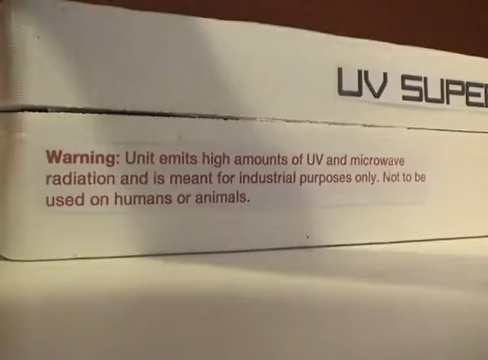 UV SUPE
Warning: Unit emits high amounts of UV and microwave
radiation and is meant for industrial purposes only. Not to be
used on humans or animals.